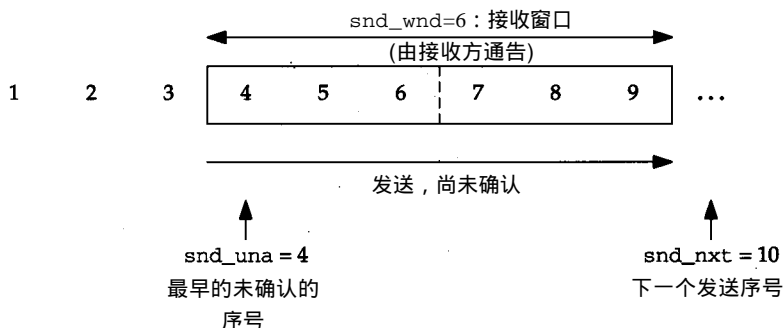 snd_wnd=6：接收窗口
(由接收方通告)
1 2 3 4 5 6 7 8 9 ...
发送，尚未确认
snd_una = 4
最早的未确认的
序号
snd_nxt = 10
下一个发送序号